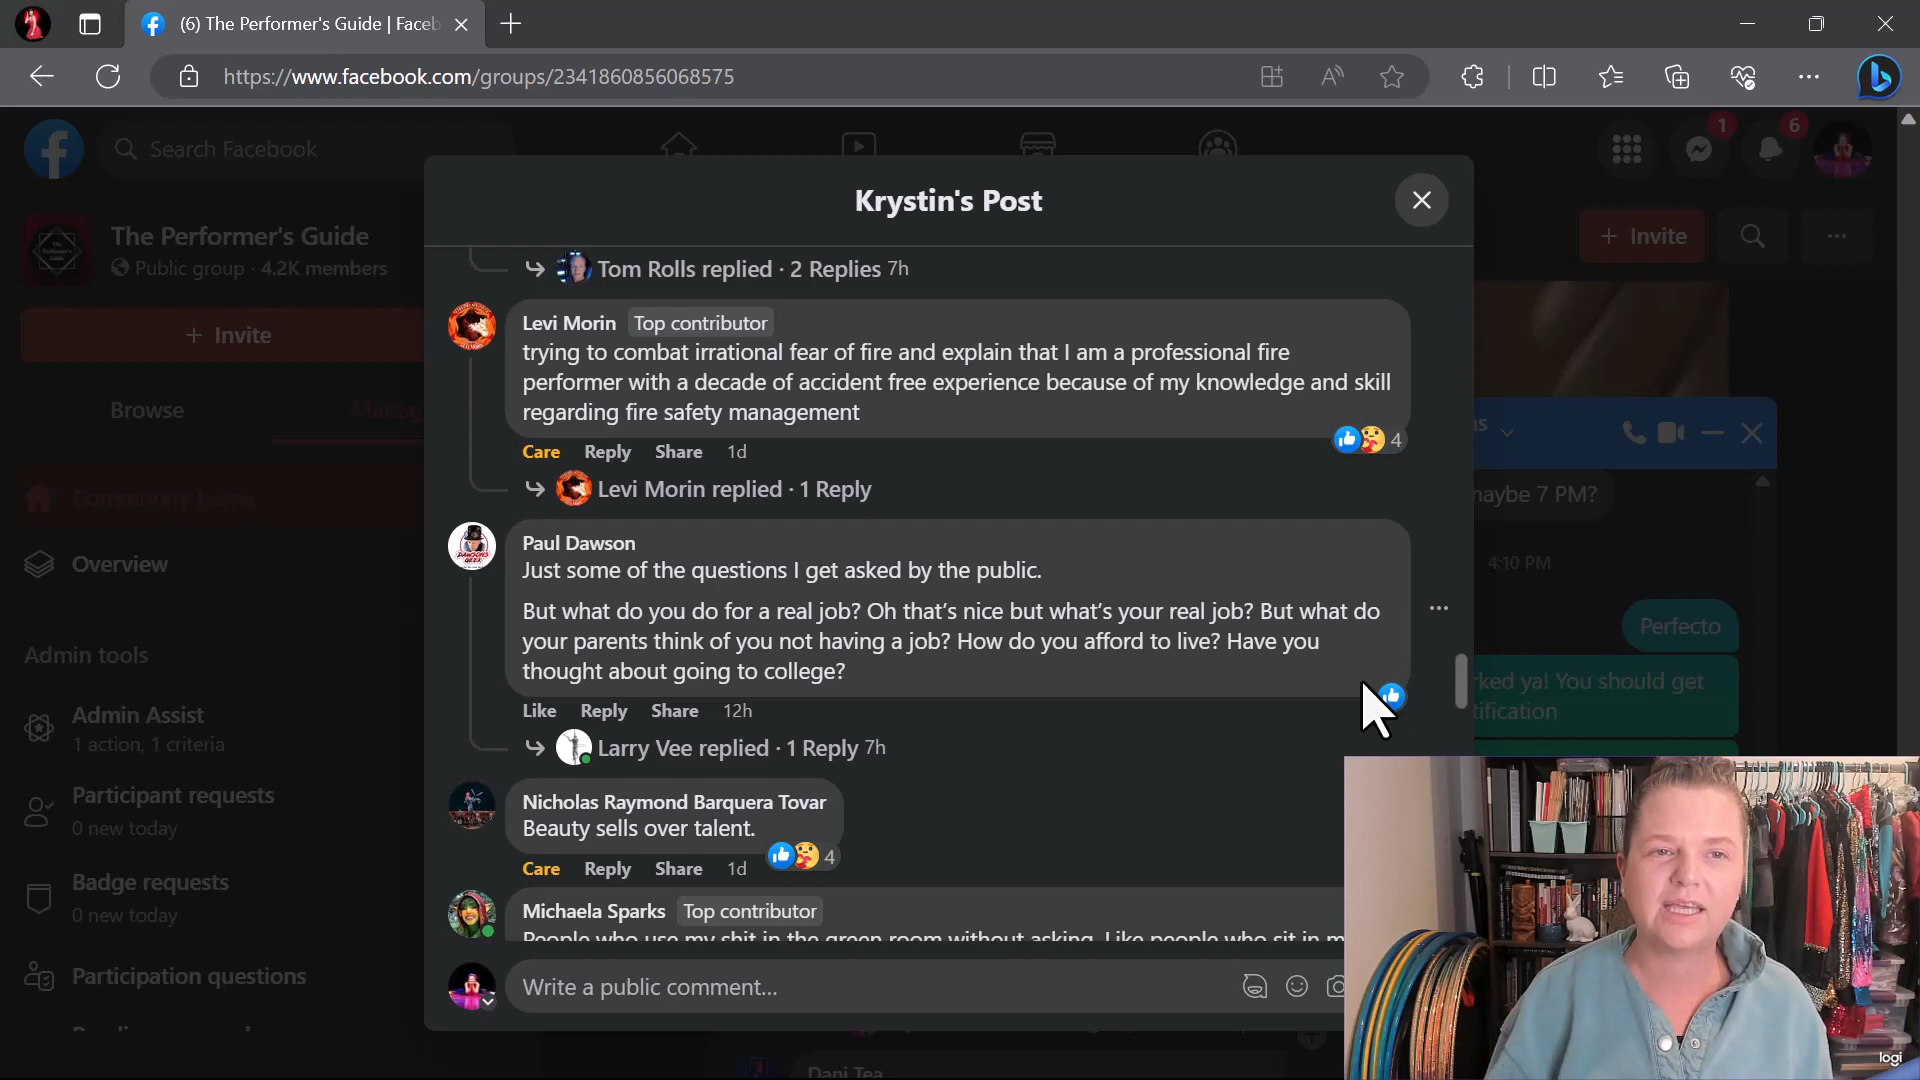 (6) The Performer's Guide | Faceb
https://www.facebook.com/groups/2341860856068575
Search Facebook
1
6
The Performer's Guide
Public group · 4.2K members
+ Invite
+ Invite
Browse
Overview
Admin tools
Admin Assist
1 action, 1 criteria
Participant requests
0 new today
Badge requests
0 new today
Participation questions
Krystin's Post
Tom Rolls replied · 2 Replies 7h
Levi Morin Top contributor
trying to combat irrational fear of fire and explain that I am a professional fire
performer with a decade of accident free experience because of my knowledge and skill
regarding fire safety management
4
Care Reply Share 1d
Levi Morin replied · 1 Reply
Paul Dawson
Just some of the questions I get asked by the public.
But what do you do for a real job? Oh that's nice but what's your real job? But what do
your parents think of you not having a job? How do you afford to live? Have you
thought about going to college?
Like Reply Share 12h
Larry Vee replied · 1 Reply 7h
Nicholas Raymond Barquera Tovar
Beauty sells over talent.
4
Care Reply Share 1d
Michaela Sparks Top contributor
People who use my shit in the green room without asking. Like people who sit in m
Write a public comment...
Dani Tea
7 PM?
4:10 PM
Perfecto
ya! You should get
logi